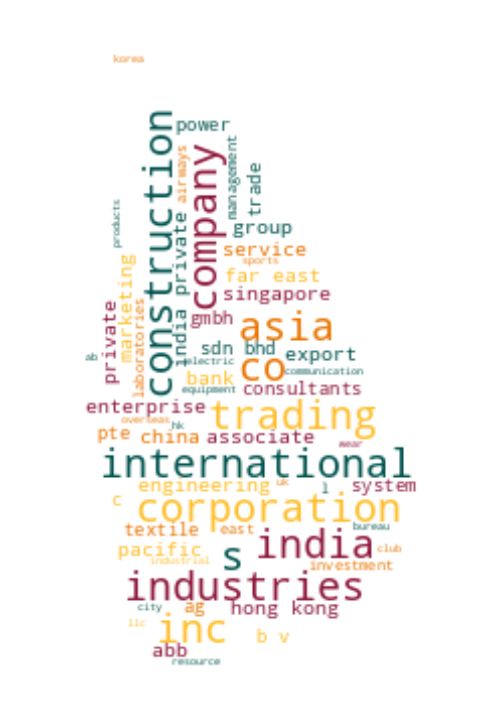 korea
construction
power
company
airways
management
trade
products
india private
group
service
sports
far east
marketing
singapore
private
laboratories
gmbh
asia
sdn bhd
export
ab
electric
co
communication
bank
equipment
consultants
enterprise
trading
overseas
hk
pte
china
associate
wear
international
engineering
uk
l
system
c
corporation
textile
east
bureau
india
pacific
s
club
industrial
investment
industries
city
ag
hong kong
llc
inc
b v
abb
resource